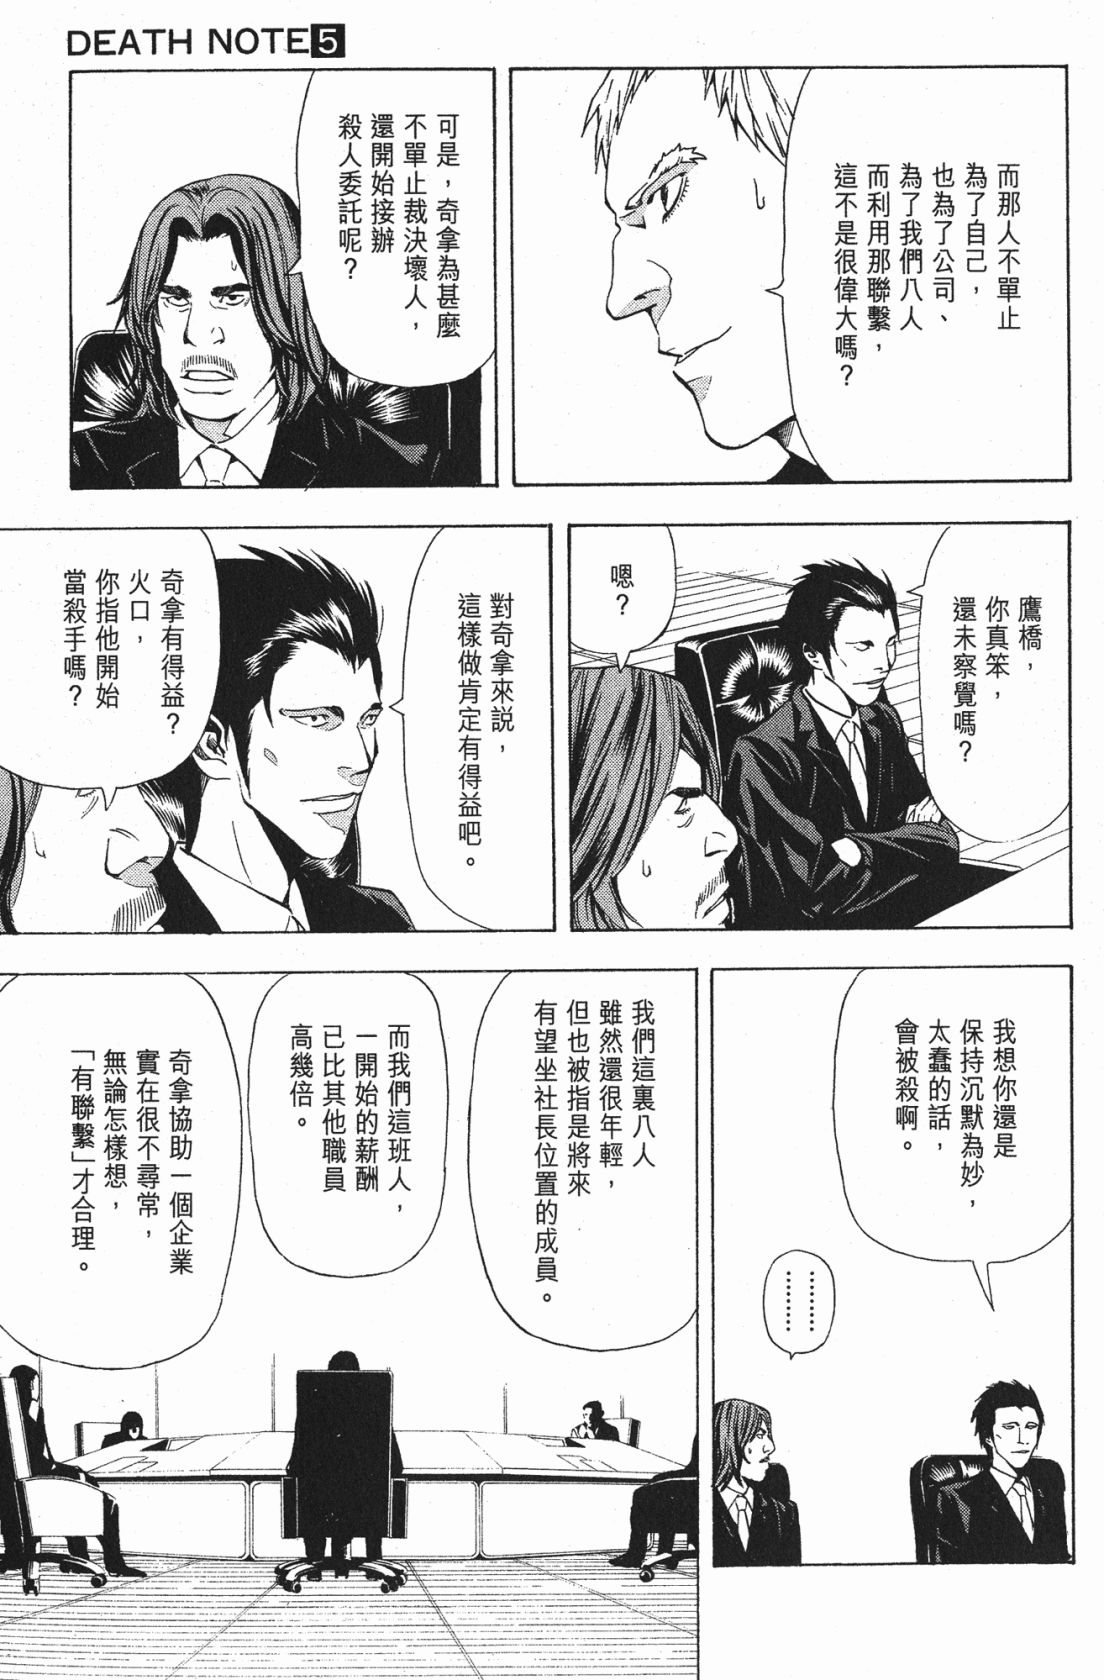 DEATH NOTE 5
而那人不單止
為了自己，
也為了公司、
為了我們八人
而利用那聯繫，
這不是很偉大嗎？
可是，奇拿為甚麼
不單止裁決壞人，
還開始接辦
殺人委託呢？
鷹橋，
你真笨，
還未察覺嗎？
嗯？
對奇拿來說，
這樣做肯定有得益吧。
奇拿有得益？
火口，
你指他開始
當殺手嗎？
我想你還是
保持沉默為妙，
太蠢的話，
會被殺啊。
⋯⋯⋯
⋯⋯⋯
我們這裏八人
雖然還很年輕，
但也被指是將來
有望坐社長位置的成員。
而我們這班人，
一開始的薪酬
已比其他職員
高幾倍。
奇拿協助一個企業
實在很不尋常，
無論怎樣想，
「有聯繫」才合理。